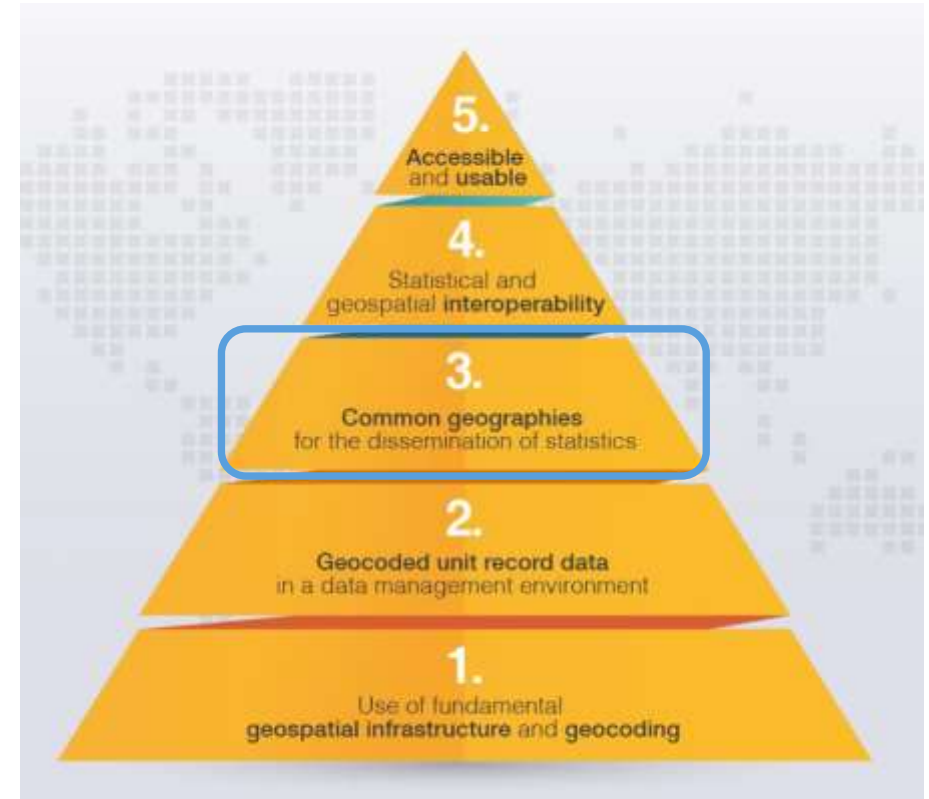 5.
Accessible
and usable
4.
Statistical and
geospatial interoperability
3.
Common geographies
for the dissemination of statistics
2.
Geocoded unit record data
in a data management environment
1.
Use of fundamental
geospatial infrastructure and geocoding